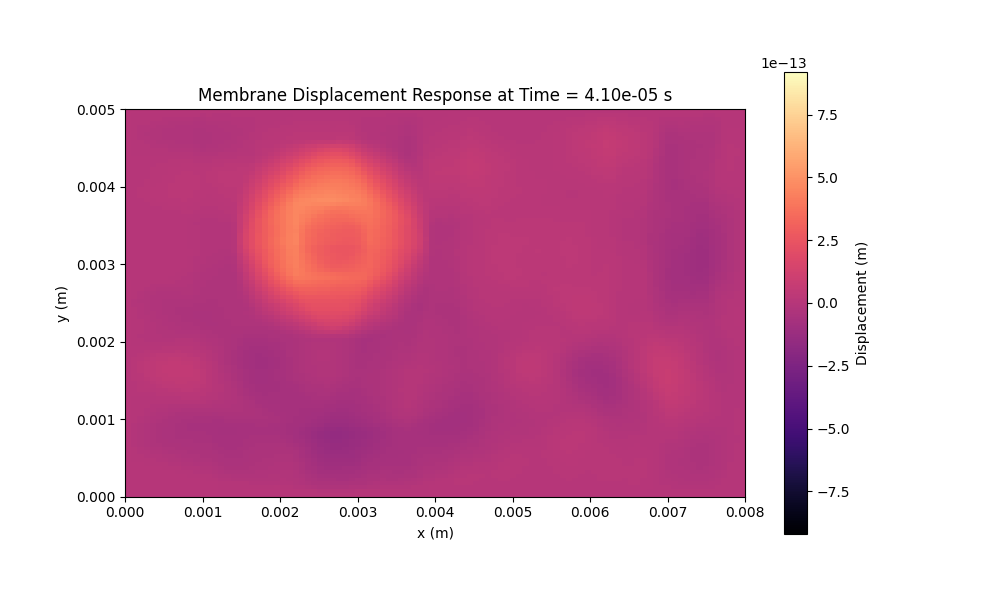 1e−13
Membrane Displacement Response at Time = 4.10e-05 s
0.005
0.004
0.003
0.002
0.001
0.000
y (m)
0.000 0.001 0.002 0.003 0.004 0.005 0.006 0.007 0.008
x (m)
7.5
5.0
2.5
0.0
−2.5
−5.0
−7.5
Displacement (m)